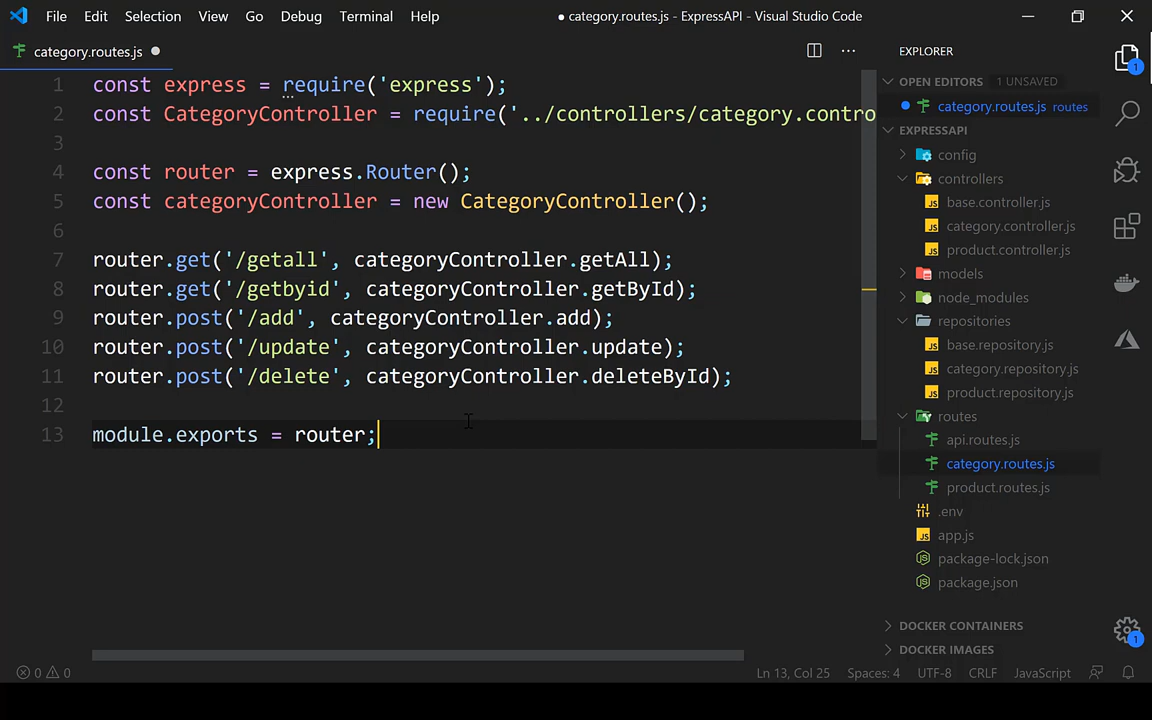 File Edit Selection View Go Debug Terminal Help
● category.routes.js - ExpressAPI - Visual Studio Code
category.routes.js
1 const express = require('express');
2 const CategoryController = require('../controllers/category.contro
3
4 const router = express.Router();
5 const categoryController = new CategoryController();
6
7 router.get('/getall', categoryController.getAll);
8 router.get('/getbyid', categoryController.getById);
9 router.post('/add', categoryController.add);
10 router.post('/update', categoryController.update);
11 router.post('/delete', categoryController.deleteById);
12
13 module.exports = router;
EXPLORER
OPEN EDITORS 1 UNSAVED
category.routes.js routes
EXPRESSAPI
config
controllers
base.controller.js
category.controller.js
product.controller.js
models
node_modules
repositories
base.repository.js
category.repository.js
product.repository.js
routes
api.routes.js
category.routes.js
product.routes.js
.env
app.js
package-lock.json
package.json
DOCKER CONTAINERS
DOCKER IMAGES
1
1
0 0
Ln 13, Col 25 Spaces: 4 UTF-8 CRLF JavaScript